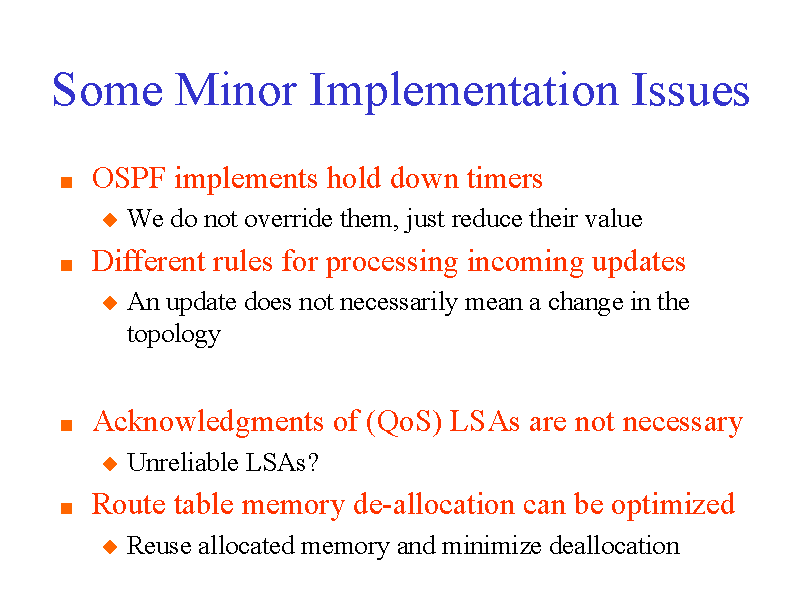 Some Minor Implementation Issues
OSPF implements hold down timers
We do not override them, just reduce their value
Different rules for processing incoming updates
An update does not necessarily mean a change in the
topology
Acknowledgments of (QoS) LSAs are not necessary
Unreliable LSAs?
Route table memory de-allocation can be optimized
Reuse allocated memory and minimize deallocation